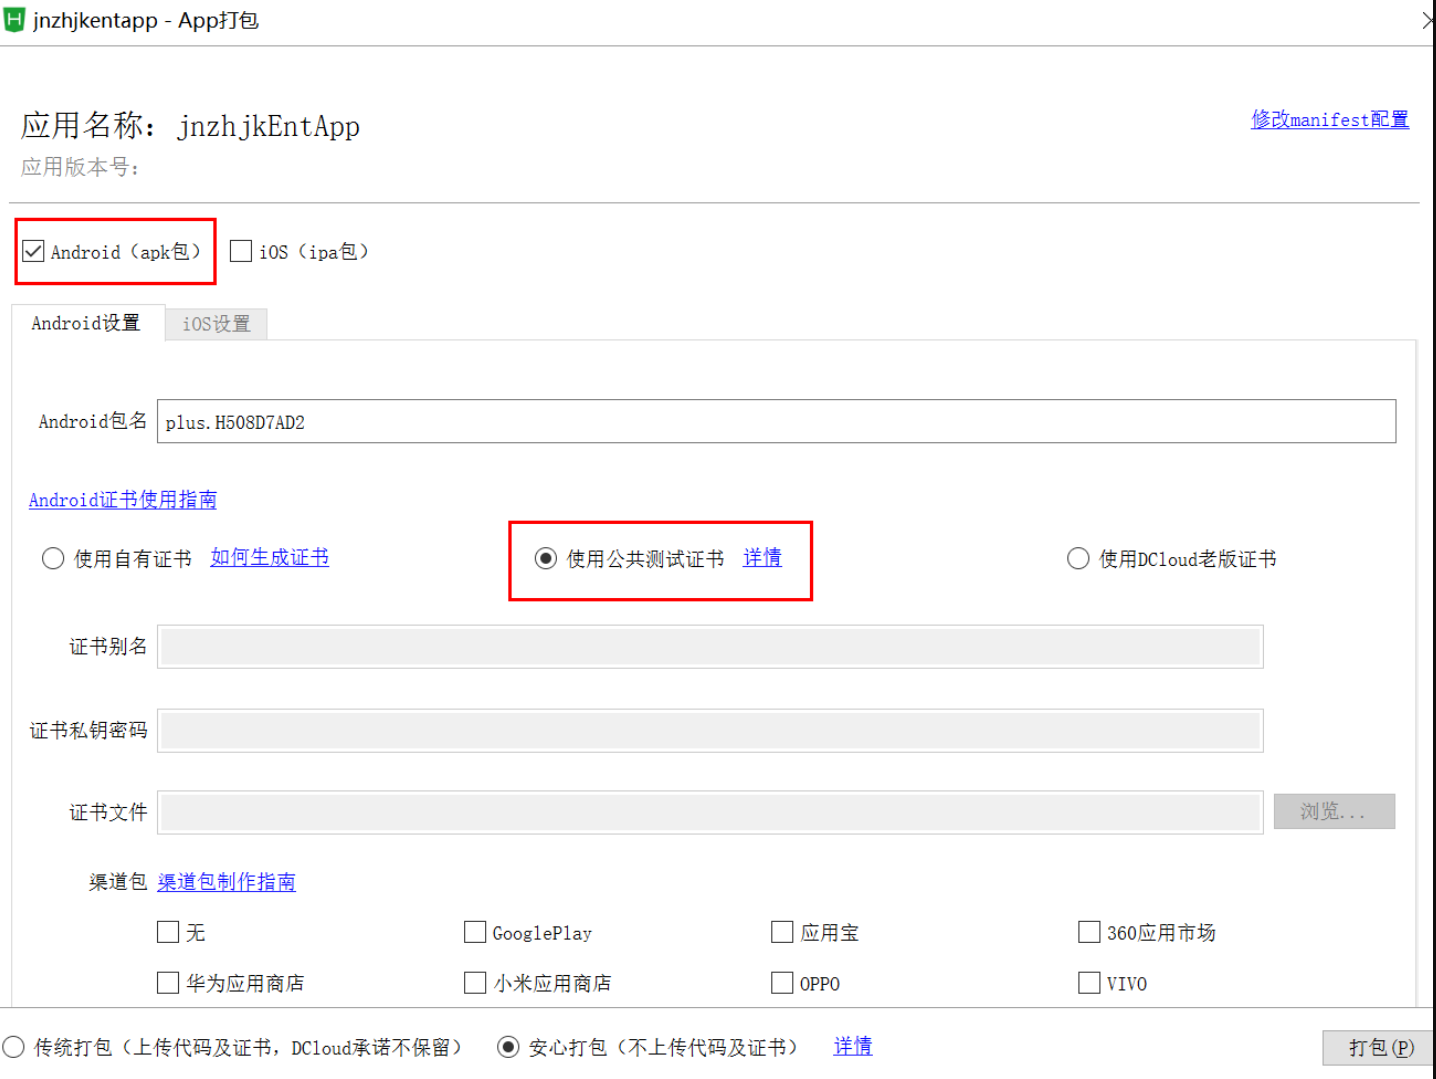 jnzhjkentapp - App打包
应用名称： jnzhjkEntApp
修改manifest配置
应用版本号：
Android（apk包） iOS（ipa包）
Android设置 iOS设置
Android包名 plus.H508D7AD2
Android证书使用指南
使用自有证书 如何生成证书 使用公共测试证书 详情 使用DCloud老版证书
证书别名
证书私钥密码
证书文件 浏览...
渠道包 渠道包制作指南
无 GooglePlay 应用宝 360应用市场
华为应用商店 小米应用商店 OPPO VIVO
传统打包（上传代码及证书，DCloud承诺不保留） 安心打包（不上传代码及证书） 详情 打包(P)